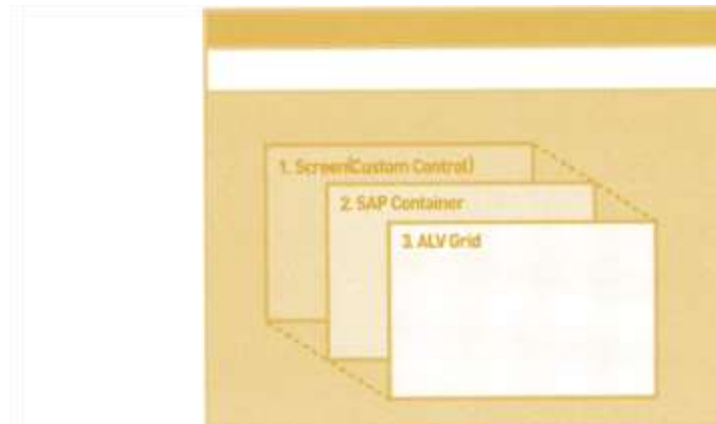 1. Screen(Custom Control)
2. SAP Container
3. ALV Grid